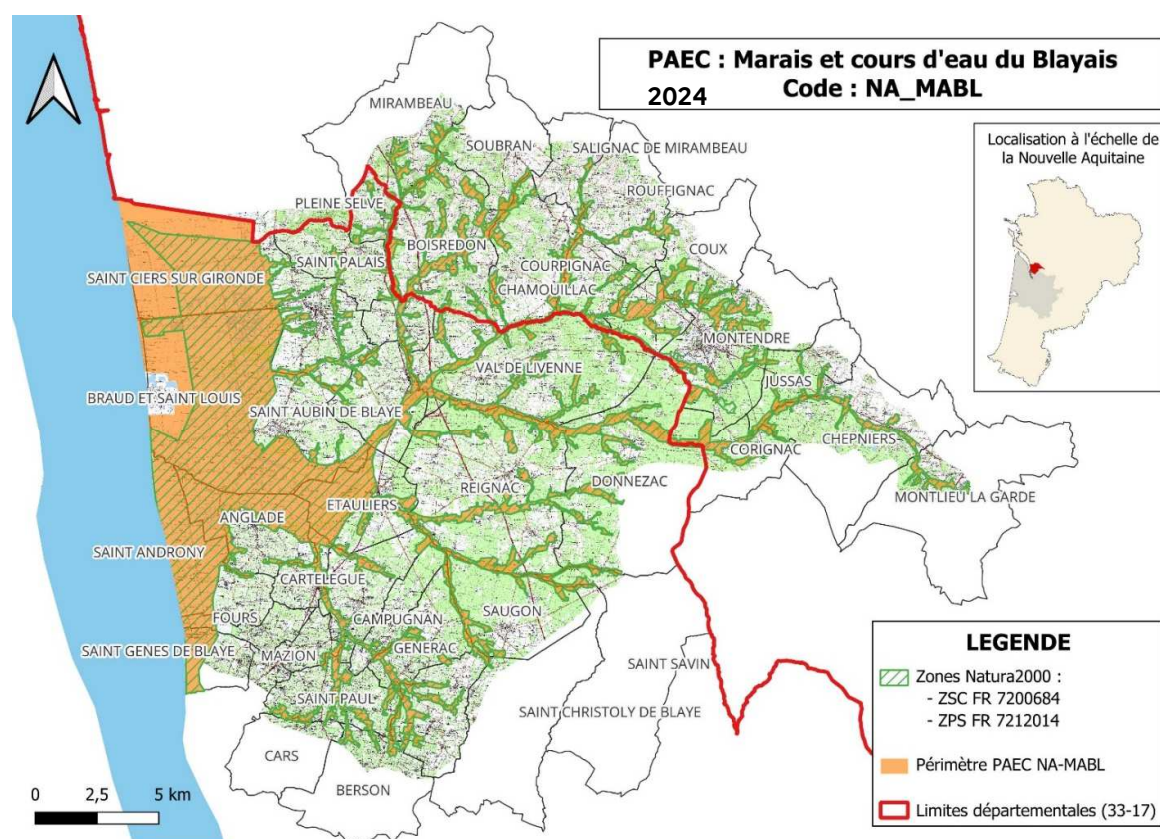 PAEC : Marais et cours d'eau du Blayais
2024 Code : NA_MABL
Localisation à l'échelle de
la Nouvelle Aquitaine
MIRAMBEAU
SOUBRAN
SALIGNAC DE MIRAMBEAU
ROUFFIGNAC
PLEINE SELVE
BOISREDON
COUX
SAINT PALAIS
COURPIGNAC
SAINT CIERS SUR GIRONDE
CHAMOUILLAC
MONTENDRE
VAL DE LIVENNE
JUSSAS
BRAUD ET SAINT LOUIS
SAINT AUBIN DE BLAYE
CHEPNIERS
CORIGNAC
REIGNAC
DONNEZAC
MONTLIEU LA GARDE
ETAULIERS
ANGLADE
SAINT ANDRONY
CARTELEGUE
SAUGON
FOURS
CAMPUGNAN
SAINT GENES DE BLAYE
MAZION
GENERAC
SAINT SAVIN
SAINT PAUL
SAINT CHRISTOLY DE BLAYE
CARS
BERSON
LEGENDE
Zones Natura2000 :
- ZSC FR 7200684
- ZPS FR 7212014
Périmètre PAEC NA-MABL
Limites départementales (33-17)
0 2,5 5 km